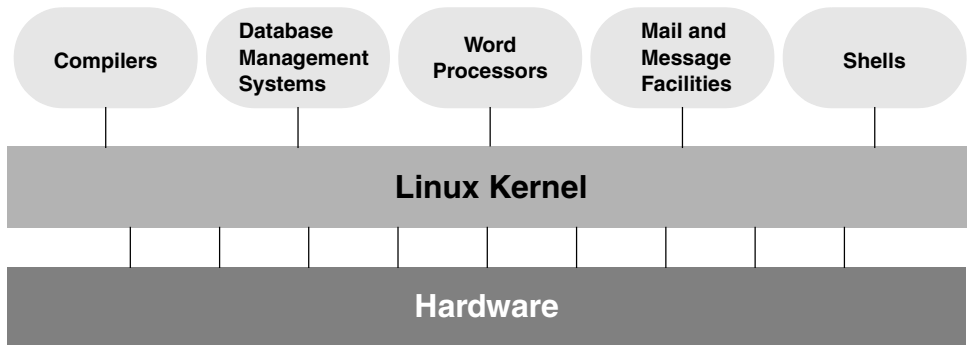 Compilers
Database
Management
Systems
Word
Processors
Mail and
Message
Facilities
Shells
Linux Kernel
Hardware